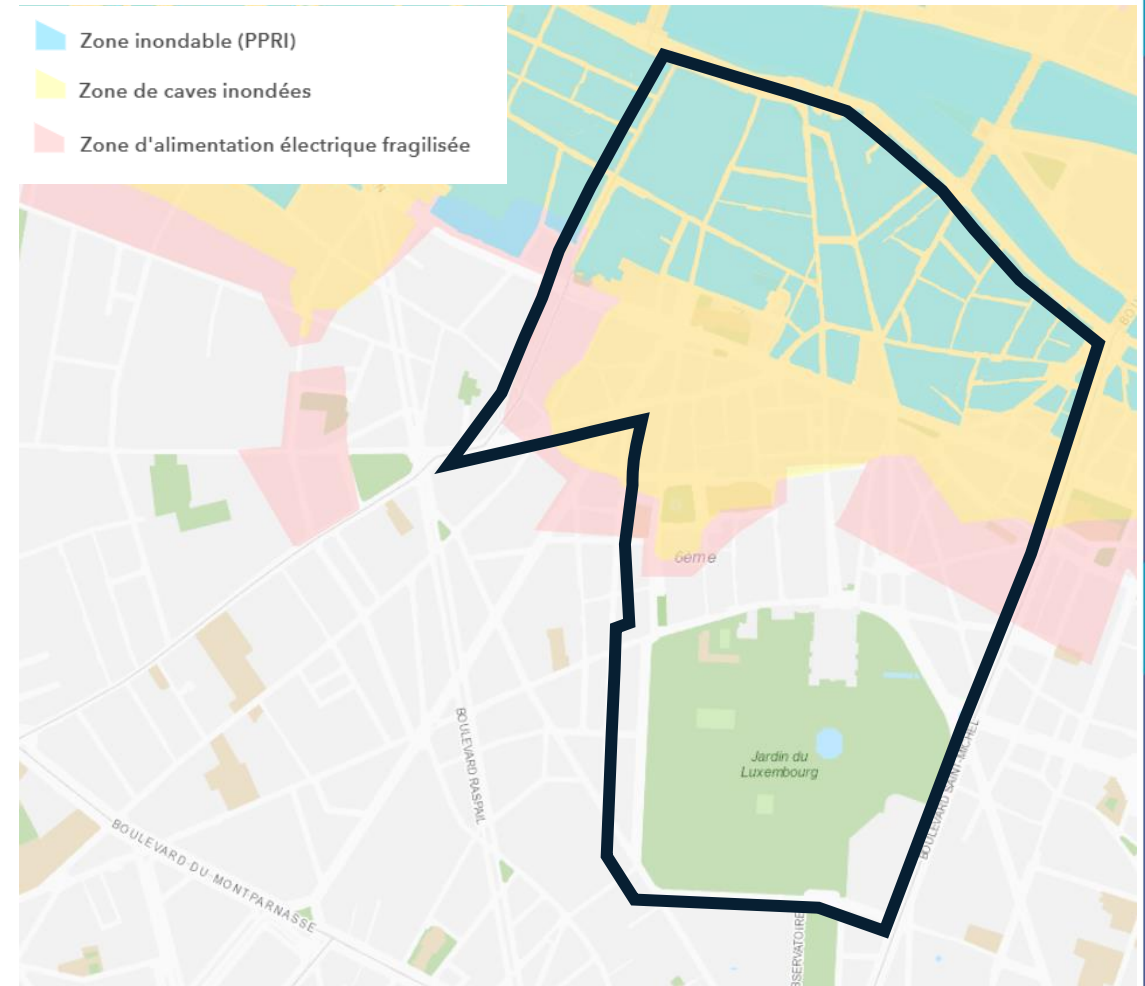 Zone inondable (PPRI)
Zone de caves inondées
Zone d'alimentation électrique fragilisée
6ème
Jardin du
Luxembourg
BOULEVARD RASPAIL
BOULEVARD SAINT-MICHEL
BOULEVARD-DU-MONTPARNASSE
BSERVATOIRE